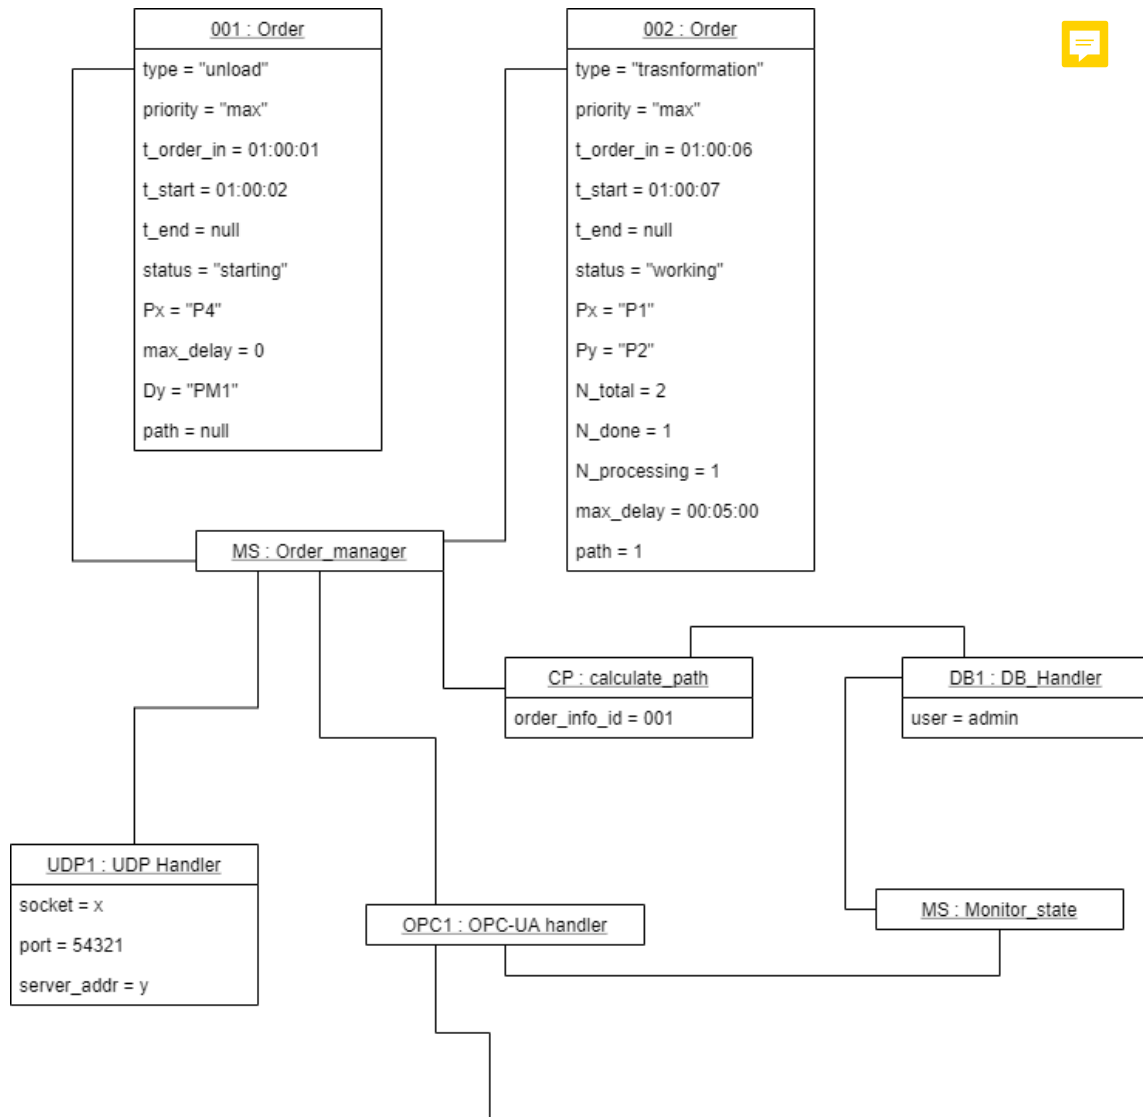 001 : Order
type = "unload"
priority = "max"
t_order_in = 01:00:01
t_start = 01:00:02
t_end = null
status = "starting"
Px = "P4"
max_delay = 0
Dy = "PM1"
path = null
002 : Order
type = "trasnformation"
priority = "max"
t_order_in = 01:00:06
t_start = 01:00:07
t_end = null
status = "working"
Px = "P1"
Py = "P2"
N_total = 2
N_done = 1
N_processing = 1
max_delay = 00:05:00
path = 1
MS : Order_manager
CP : calculate_path
order_info_id = 001
DB1 : DB_Handler
user = admin
UDP1 : UDP Handler
socket = x
port = 54321
server_addr = y
OPC1 : OPC-UA handler
MS : Monitor_state